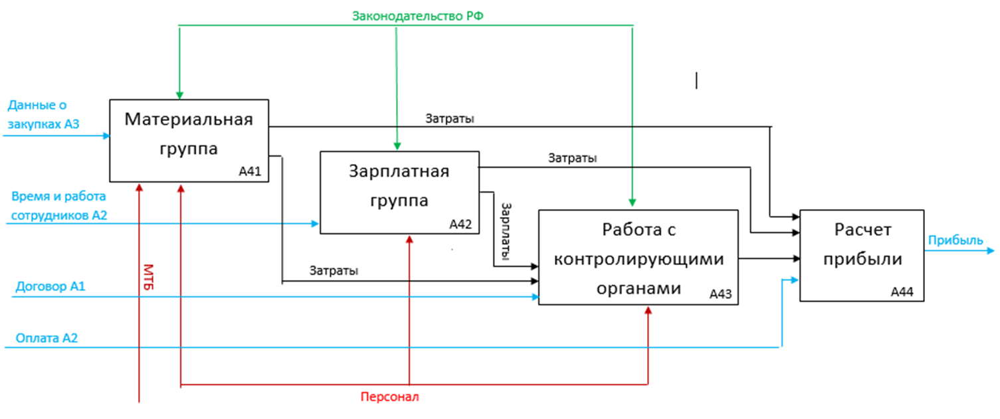 Законодательство РФ
Данные о
закупках А3
Материальная
группа
А41
Затраты
Зарплатная
группа
А42
Затраты
Время и работа
сотрудников А2
Зарплаты
Работа с
контролирующими
органами
А43
Расчет
прибыли
А44
Прибыль
МТБ
Затраты
Договор А1
Оплата А2
Персонал